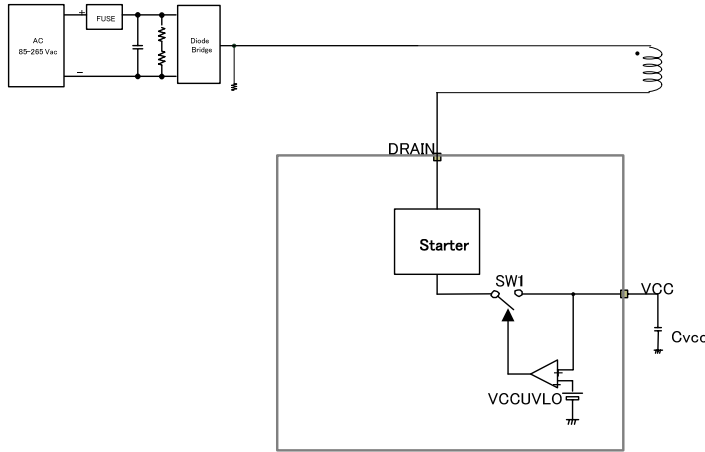 AC
85-265 Vac
+
−
FUSE
Diode
Bridge
DRAIN
Starter
SW1
VCC
Cvcc
+
−
VCCUVLO